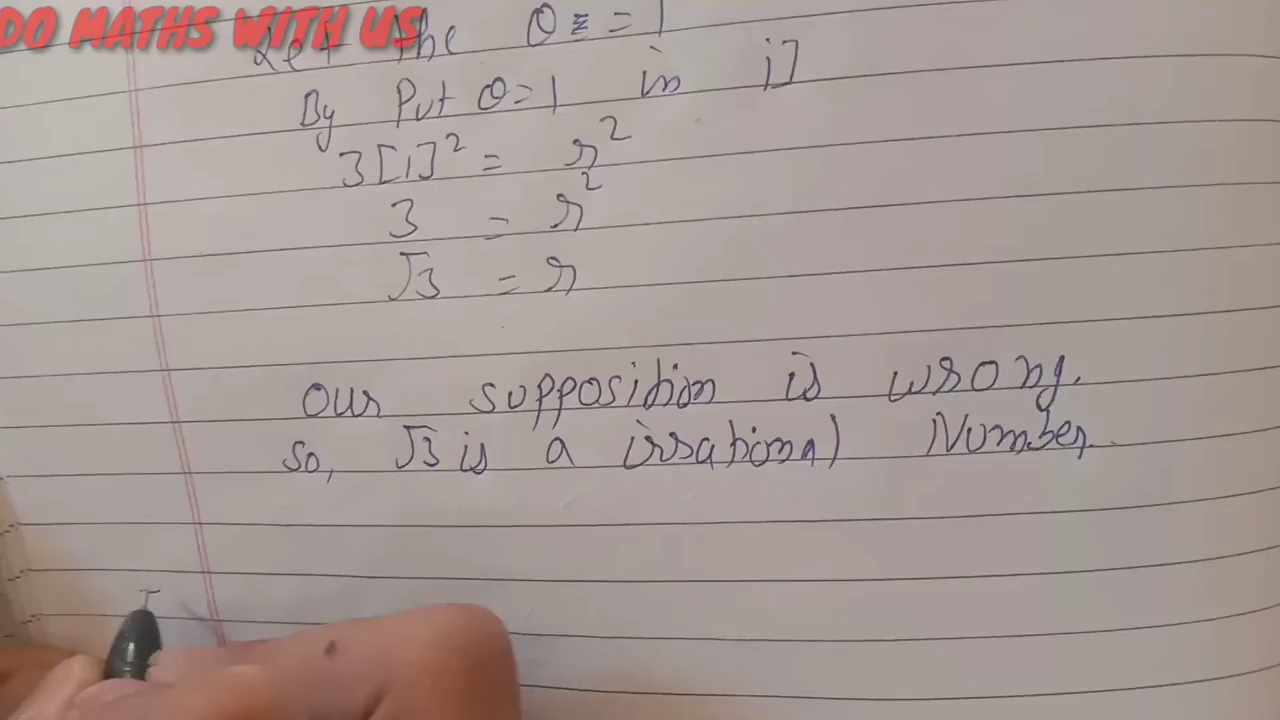 DO MATHS WITH US
Let the θ = 1
By Put θ=1 in i]
3[1]² = r²
3 = r²
√3 = r
Our supposition is wrong.
So, √3 is a irrational Number.